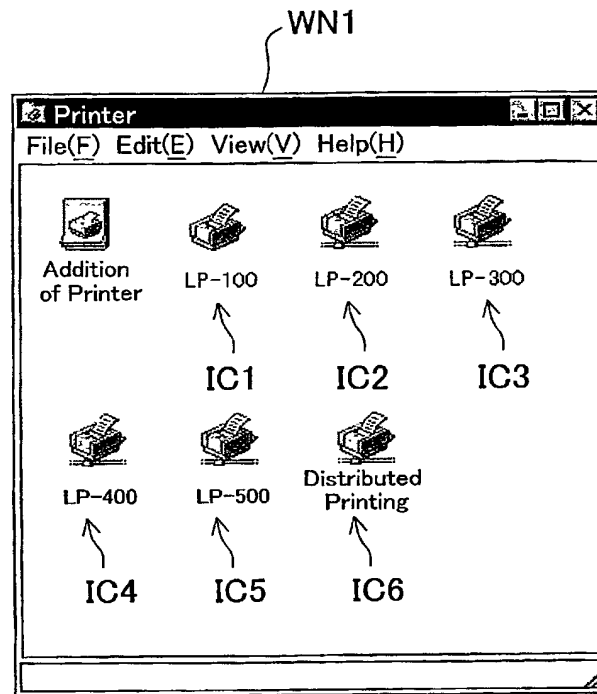 WN1
Printer
File(F) Edit(E) View(V) Help(H)
Addition
of Printer
LP-100
LP-200
LP-300
IC1
IC2
IC3
LP-400
LP-500
Distributed
Printing
IC4
IC5
IC6